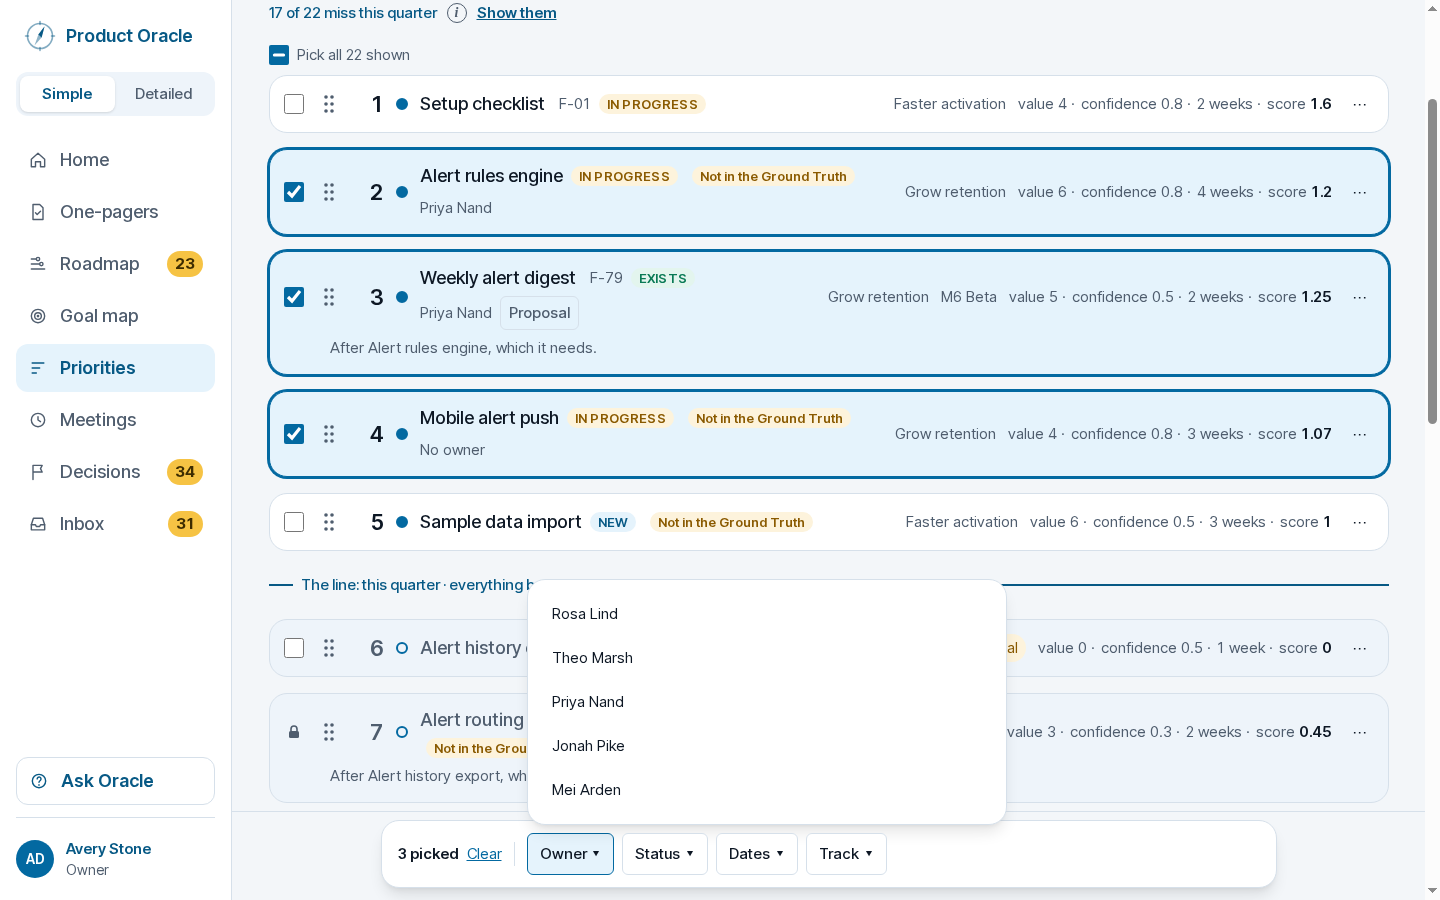 Product Oracle
Simple
Detailed
Home
One-pagers
Roadmap 23
Goal map
Priorities
Meetings
Decisions 34
Inbox 31
Ask Oracle
AD
Avery Stone
Owner
17 of 22 miss this quarter i Show them
Pick all 22 shown
1 Setup checklist F-01 IN PROGRESS Faster activation value 4 · confidence 0.8 · 2 weeks · score 1.6 ···
2 Alert rules engine IN PROGRESS Not in the Ground Truth Grow retention value 6 · confidence 0.8 · 4 weeks · score 1.2 ···
Priya Nand
3 Weekly alert digest F-79 EXISTS Grow retention M6 Beta value 5 · confidence 0.5 · 2 weeks · score 1.25 ···
Priya Nand Proposal
After Alert rules engine, which it needs.
4 Mobile alert push IN PROGRESS Not in the Ground Truth Grow retention value 4 · confidence 0.8 · 3 weeks · score 1.07 ···
No owner
5 Sample data import NEW Not in the Ground Truth Faster activation value 6 · confidence 0.5 · 3 weeks · score 1 ···
The line: this quarter · everything
6 Alert history value 0 · confidence 0.5 · 1 week · score 0 ···
7 Alert routing value 3 · confidence 0.3 · 2 weeks · score 0.45 ···
Not in the
After Alert history export,
Rosa Lind
Theo Marsh
Priya Nand
Jonah Pike
Mei Arden
3 picked Clear Owner ▾ Status ▾ Dates ▾ Track ▾